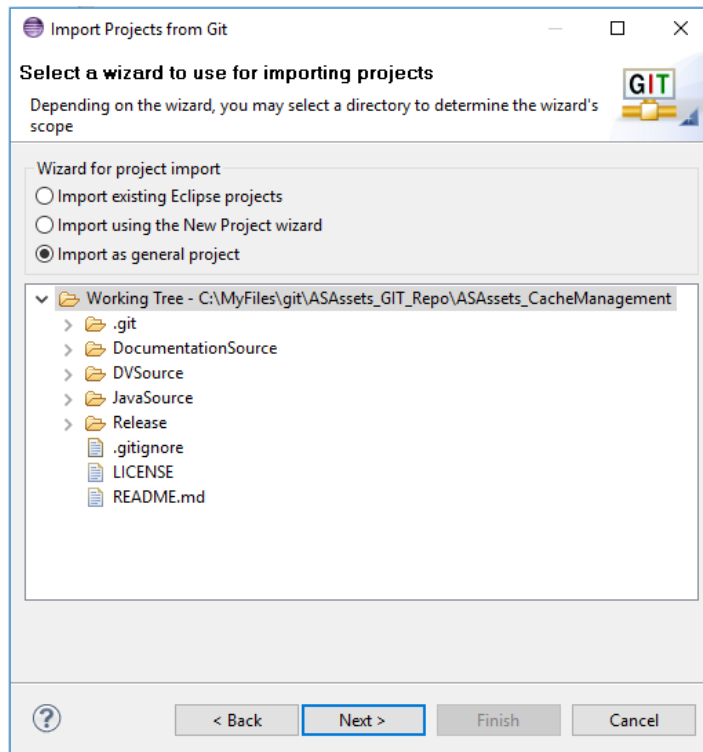 Import Projects from Git
Select a wizard to use for importing projects
Depending on the wizard, you may select a directory to determine the wizard's
scope
GIT
Wizard for project import
Import existing Eclipse projects
Import using the New Project wizard
Import as general project
Working Tree - C:\MyFiles\git\ASAssets_GIT_Repo\ASAssets_CacheManagement
.git
DocumentationSource
DVSource
JavaSource
Release
.gitignore
LICENSE
README.md
?
< Back
Next >
Finish
Cancel